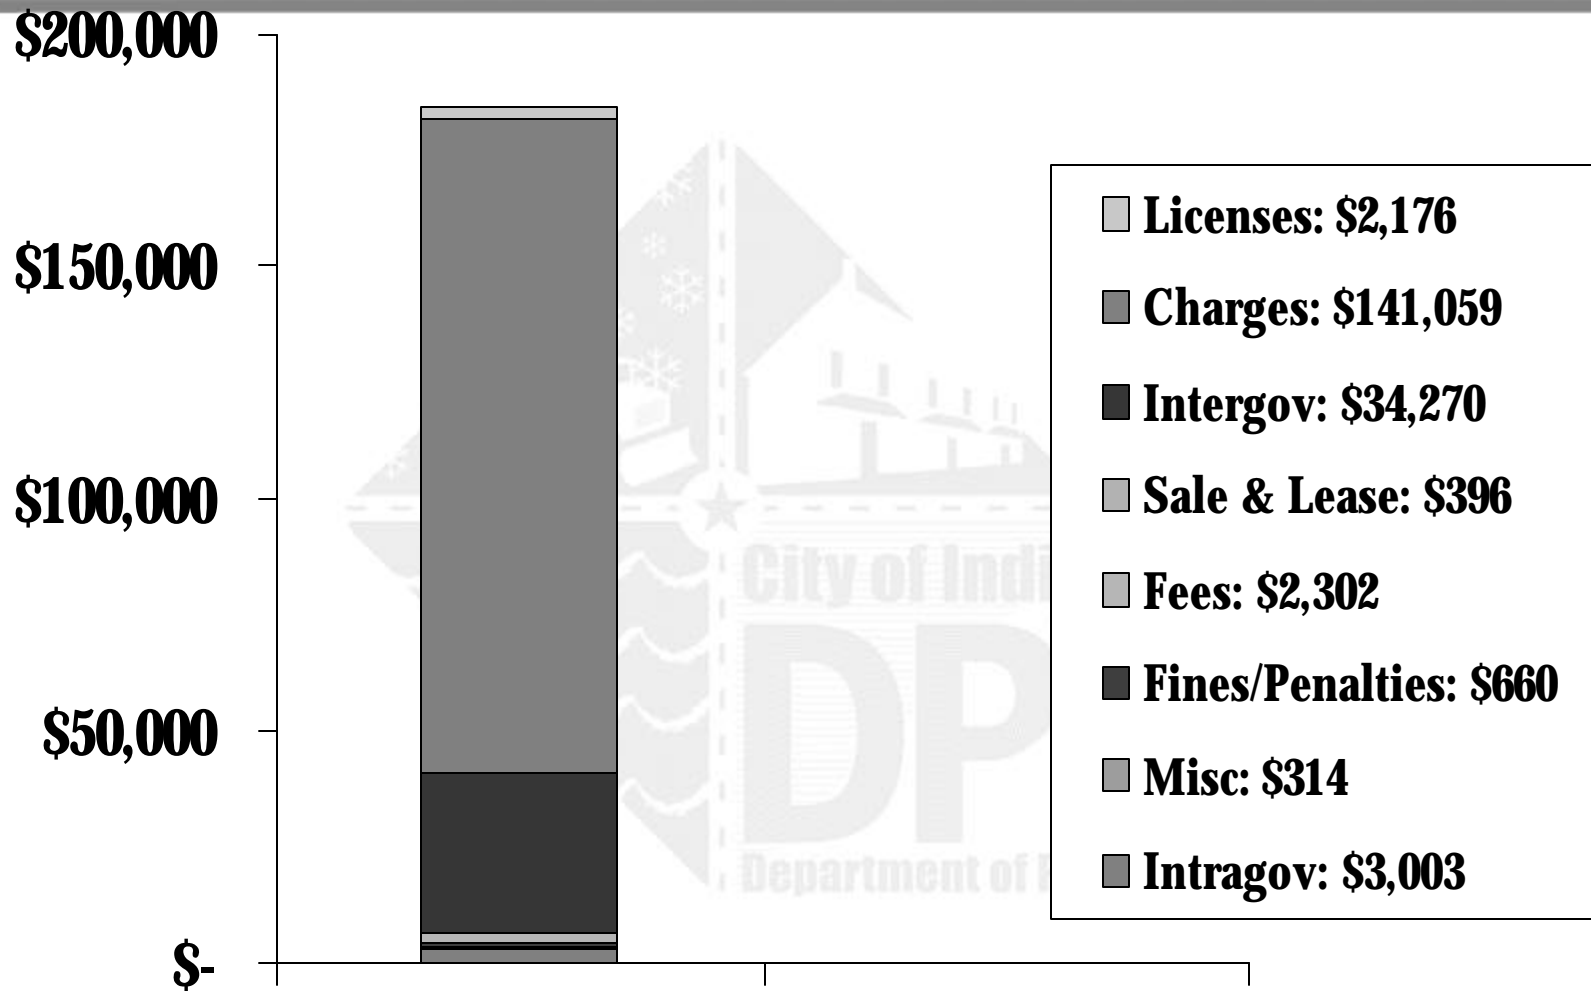 $200,000
$150,000
$100,000
$50,000
$-
Licenses: $2,176
Charges: $141,059
Intergov: $34,270
Sale & Lease: $396
Fees: $2,302
Fines/Penalties: $660
Misc: $314
Intragov: $3,003
City of Indi
DP
Department of